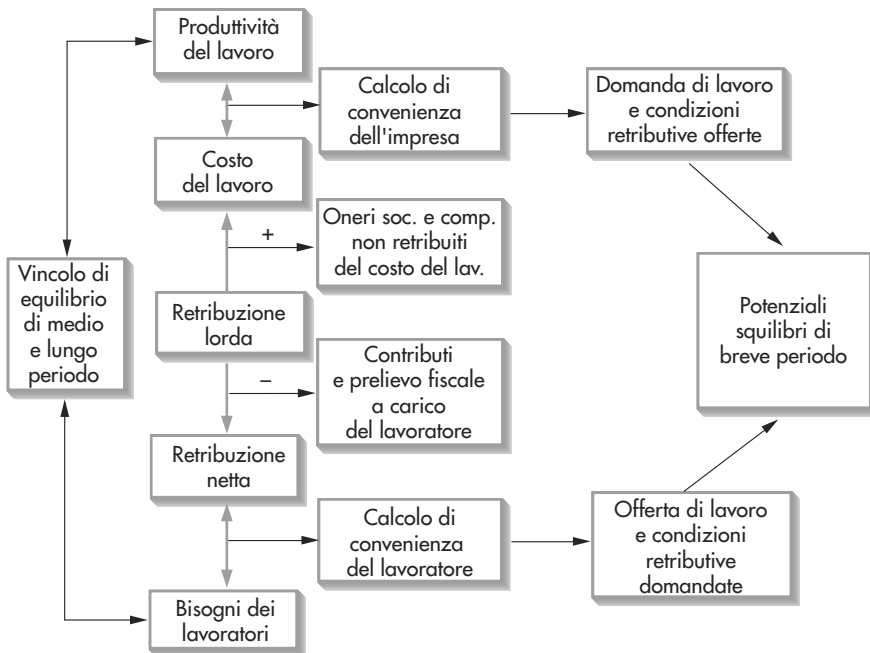 Produttività
del lavoro
Calcolo di
convenienza
dell'impresa
Domanda di lavoro
e condizioni
retributive offerte
Costo
del lavoro
+
Oneri soc. e comp.
non retribuiti
del costo del lav.
Vincolo di
equilibrio
di medio
e lungo
periodo
Retribuzione
lorda
Potenziali
squilibri di
breve periodo
–
Contributi
e prelievo fiscale
a carico
del lavoratore
Retribuzione
netta
Calcolo di
convenienza
del lavoratore
Offerta di lavoro
e condizioni
retributive
domandate
Bisogni dei
lavoratori